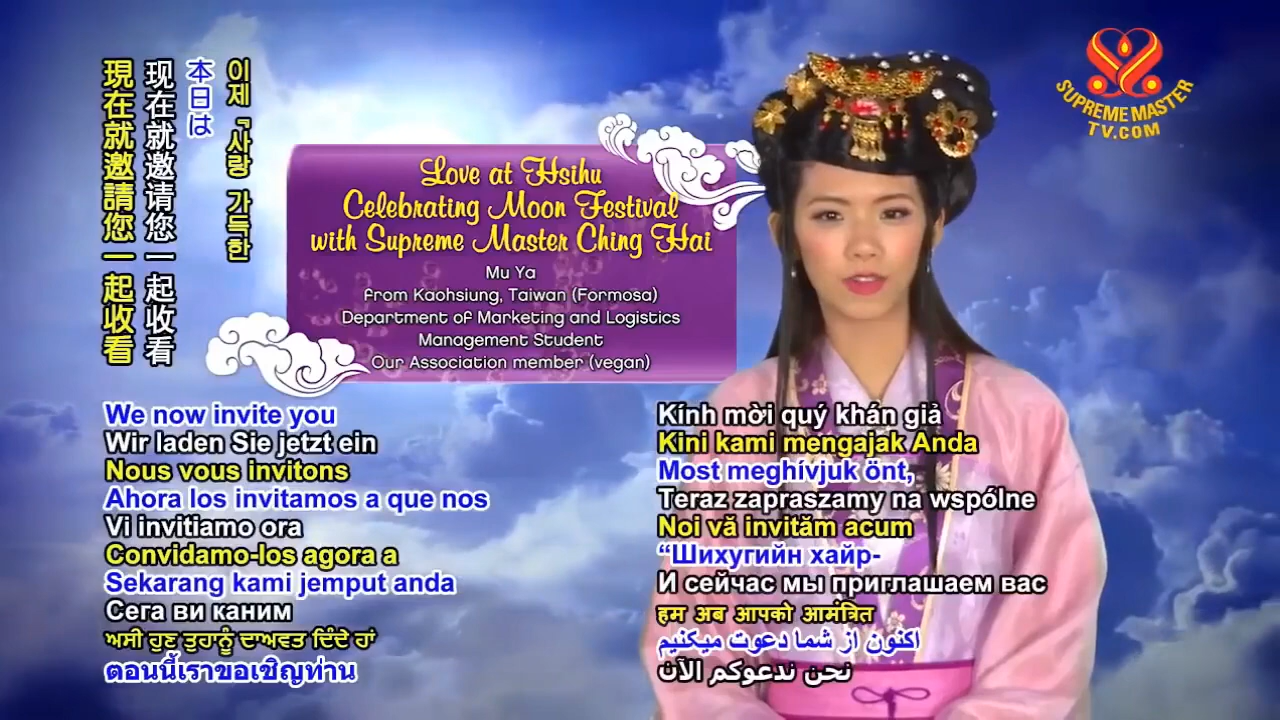 現在就邀請您一起收看
现在就邀请您一起收看
本日は
이제 『사랑 가득한
SUPREME MASTER
TV.COM
Love at Hsihu
Celebrating Moon Festival
with Supreme Master Ching Hai
Mu Ya
From Kaohsiung, Taiwan (Formosa)
Department of Marketing and Logistics
Management Student
Our Association member (vegan)
We now invite you
Wir laden Sie jetzt ein
Nous vous invitons
Ahora los invitamos a que nos
Vi invitiamo ora
Convidamo-los agora a
Sekarang kami jemput anda
Сега ви каним
ਅਸੀ ਹੁਣ ਤੁਹਾਨੂੰ ਦਾਅਵਤ ਦਿੰਦੇ ਹਾਂ
ตอนนี้เราขอเชิญท่าน
Kính mời quý khán giả
Kini kami mengajak Anda
Most meghívjuk önt,
Teraz zapraszamy na wspólne
Noi vă invităm acum
“Шихугийн хайр-
И сейчас мы приглашаем вас
हम अब आपको आमंत्रित
اکنون از شما دعوت میکنیم
نحن ندعوكم الآن